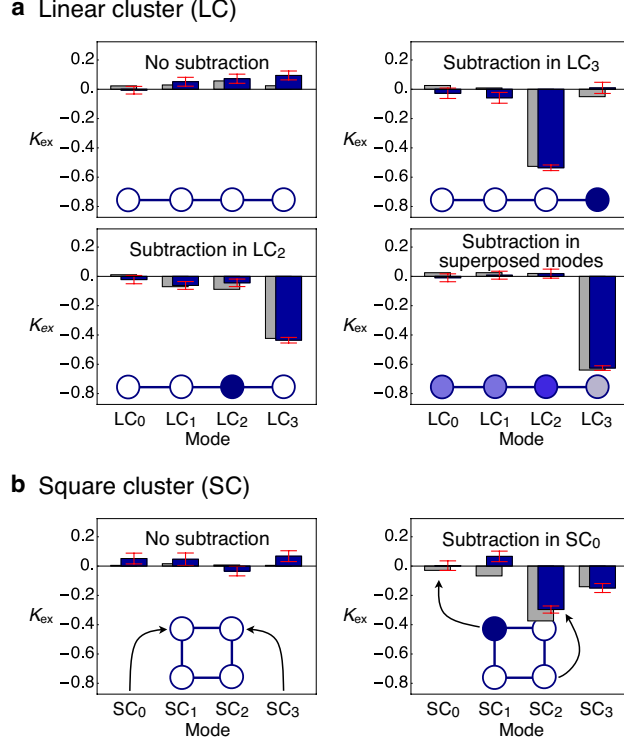 a Linear cluster (LC)
No subtraction
0.2
0.
−0.2
−0.4
−0.6
−0.8
Kex
Subtraction in LC3
0.2
0.
−0.2
−0.4
−0.6
−0.8
Kex
Subtraction in LC2
0.2
0.
−0.2
−0.4
−0.6
−0.8
Kex
LC0 LC1 LC2 LC3
Mode
Subtraction in
superposed modes
0.2
0.
−0.2
−0.4
−0.6
−0.8
Kex
LC0 LC1 LC2 LC3
Mode
b Square cluster (SC)
No subtraction
0.2
0.
−0.2
−0.4
−0.6
−0.8
Kex
SC0 SC1 SC2 SC3
Mode
Subtraction in SC0
0.2
0.
−0.2
−0.4
−0.6
−0.8
Kex
SC0 SC1 SC2 SC3
Mode